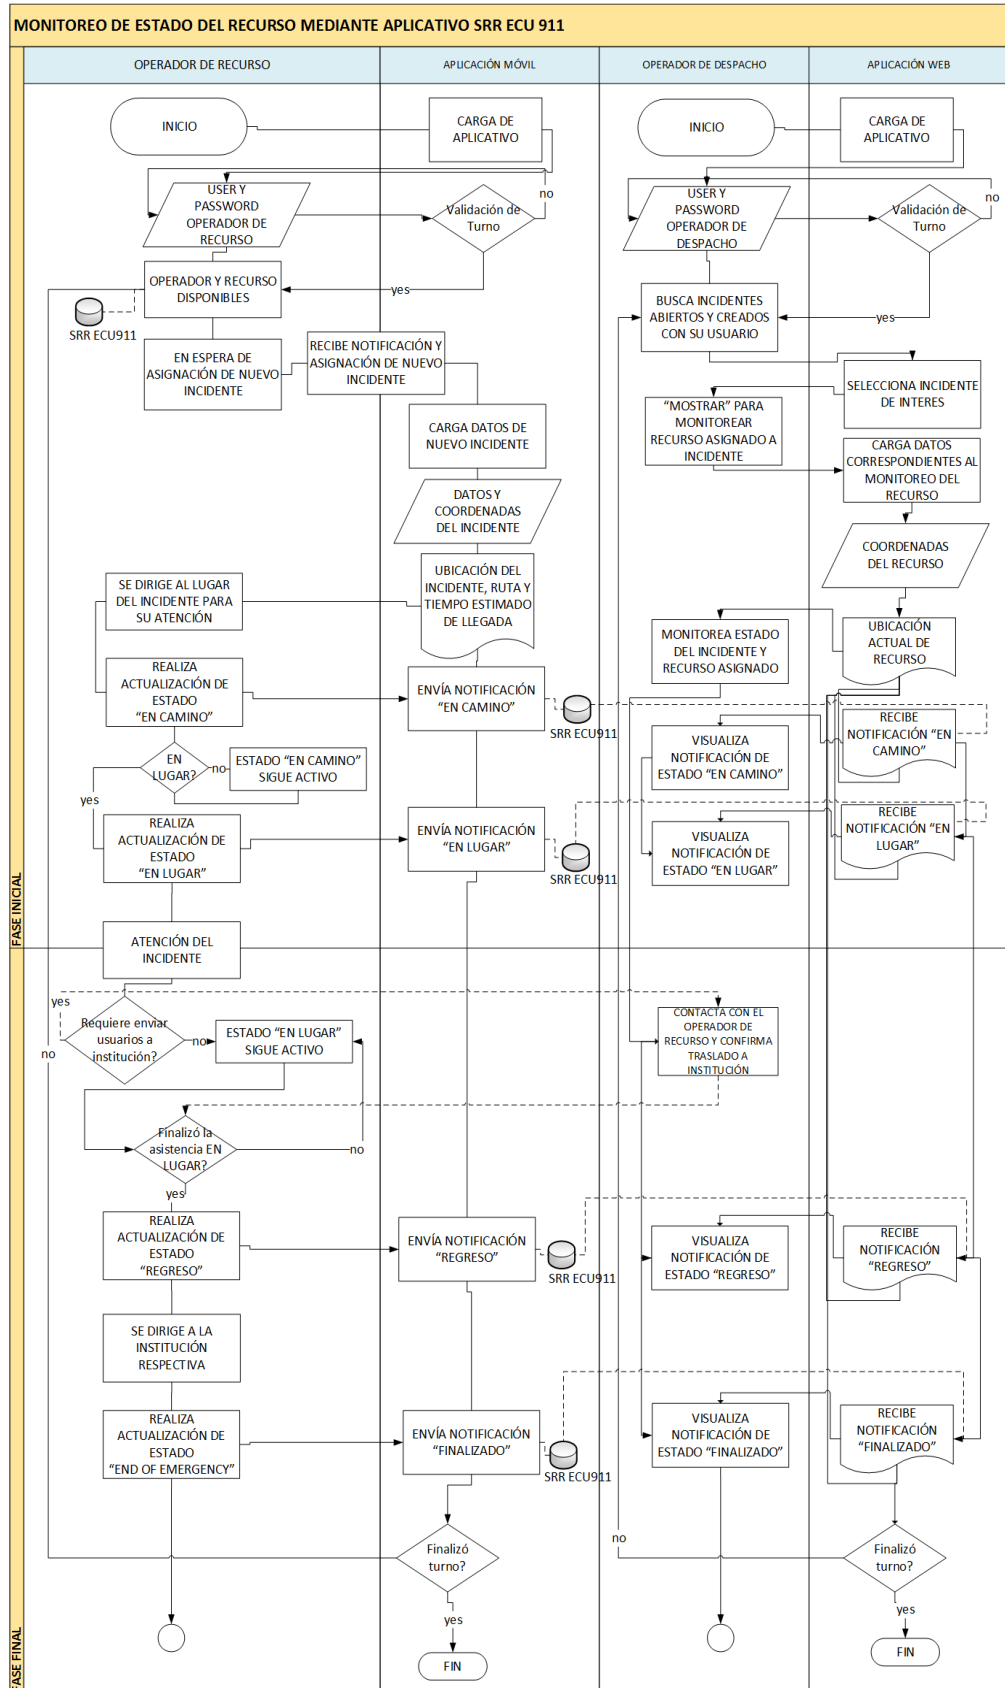 MONITOREO DE ESTADO DEL RECURSO MEDIANTE APLICATIVO SRR ECU 911
OPERADOR DE RECURSO
APLICACIÓN MÓVIL
OPERADOR DE DESPACHO
APLICACIÓN WEB
INICIO
CARGA DE
APLICATIVO
INICIO
CARGA DE
APLICATIVO
USER Y
PASSWORD
OPERADOR DE
RECURSO
Validación de
Turno
no
yes
USER Y
PASSWORD
OPERADOR DE
DESPACHO
Validación de
Turno
no
yes
OPERADOR Y RECURSO
DISPONIBLES
SRR ECU911
BUSCA INCIDENTES
ABIERTOS Y CREADOS
CON SU USUARIO
EN ESPERA DE
ASIGNACIÓN DE NUEVO
INCIDENTE
RECIBE NOTIFICACIÓN Y
ASIGNACIÓN DE NUEVO
INCIDENTE
SELECCIONA INCIDENTE
DE INTERES
“MOSTRAR” PARA
MONITOREAR
RECURSO ASIGNADO A
INCIDENTE
CARGA DATOS DE
NUEVO INCIDENTE
CARGA DATOS
CORRESPONDIENTES AL
MONITOREO DEL
RECURSO
DATOS Y
COORDENADAS
DEL INCIDENTE
COORDENADAS
DEL RECURSO
SE DIRIGE AL LUGAR
DEL INCIDENTE PARA
SU ATENCIÓN
UBICACIÓN DEL
INCIDENTE, RUTA Y
TIEMPO ESTIMADO
DE LLEGADA
MONITOREA ESTADO
DEL INCIDENTE Y
RECURSO ASIGNADO
UBICACIÓN
ACTUAL DE
RECURSO
REALIZA
ACTUALIZACIÓN DE
ESTADO
“EN CAMINO”
ENVÍA NOTIFICACIÓN
“EN CAMINO”
SRR ECU911
VISUALIZA
NOTIFICACIÓN DE
ESTADO “EN CAMINO”
RECIBE
NOTIFICACIÓN “EN
CAMINO”
EN
LUGAR?
no
ESTADO “EN CAMINO”
SIGUE ACTIVO
yes
REALIZA
ACTUALIZACIÓN DE
ESTADO
“EN LUGAR”
ENVÍA NOTIFICACIÓN
“EN LUGAR”
SRR ECU911
VISUALIZA
NOTIFICACIÓN DE
ESTADO “EN LUGAR”
RECIBE
NOTIFICACIÓN “EN
LUGAR”
FASE INICIAL
ATENCIÓN DEL
INCIDENTE
yes
no
Requiere enviar
usuarios a
institución?
no
ESTADO “EN LUGAR”
SIGUE ACTIVO
CONTACTA CON EL
OPERADOR DE
RECURSO Y CONFIRMA
TRASLADO A
INSTITUCIÓN
Finalizó la
asistencia EN
LUGAR?
no
yes
REALIZA
ACTUALIZACIÓN DE
ESTADO
“REGRESO”
ENVÍA NOTIFICACIÓN
“REGRESO”
SRR ECU911
VISUALIZA
NOTIFICACIÓN DE
ESTADO “REGRESO”
RECIBE
NOTIFICACIÓN
“REGRESO”
SE DIRIGE A LA
INSTITUCIÓN
RESPECTIVA
REALIZA
ACTUALIZACIÓN DE
ESTADO
“END OF EMERGENCY”
ENVÍA NOTIFICACIÓN
“FINALIZADO”
SRR ECU911
VISUALIZA
NOTIFICACIÓN DE
ESTADO “FINALIZADO”
RECIBE
NOTIFICACIÓN
“FINALIZADO”
Finalizó
turno?
yes
FIN
no
Finalizó
turno?
yes
FIN
FASE FINAL